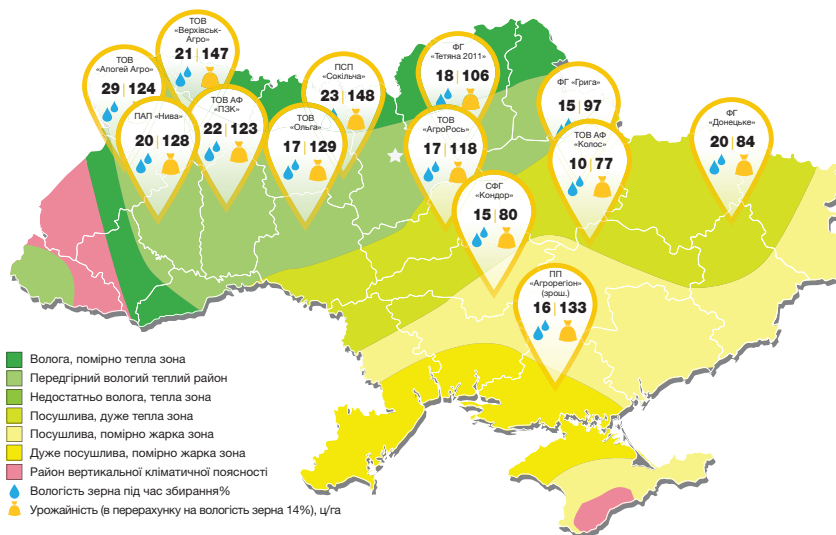 ТОВ
«Верхівськ-
Агро»
21 | 147
ТОВ
«Апогей Агро»
29 | 124
ПАП «Нива»
20 | 128
ТОВ АФ
«ПЗК»
22 | 123
ПСП
«Сокільча»
23 | 148
ТОВ
«Ольга»
17 | 129
ФГ
«Тетяна 2011»
18 | 106
ТОВ
«АгроРось»
17 | 118
ФГ «Грига»
15 | 97
ТОВ АФ
«Колос»
10 | 77
ФГ
«Донецьке»
20 | 84
СФГ
«Кондор»
15 | 80
ПП
«Агрорегіон»
(зрош.)
16 | 133
Волога, помірно тепла зона
Передгірний вологий теплий район
Недостатньо волога, тепла зона
Посушлива, дуже тепла зона
Посушлива, помірно жарка зона
Дуже посушлива, помірно жарка зона
Район вертикальної кліматичної поясності
Вологість зерна під час збирання%
Урожайність (в перерахунку на вологість зерна 14%), ц/га